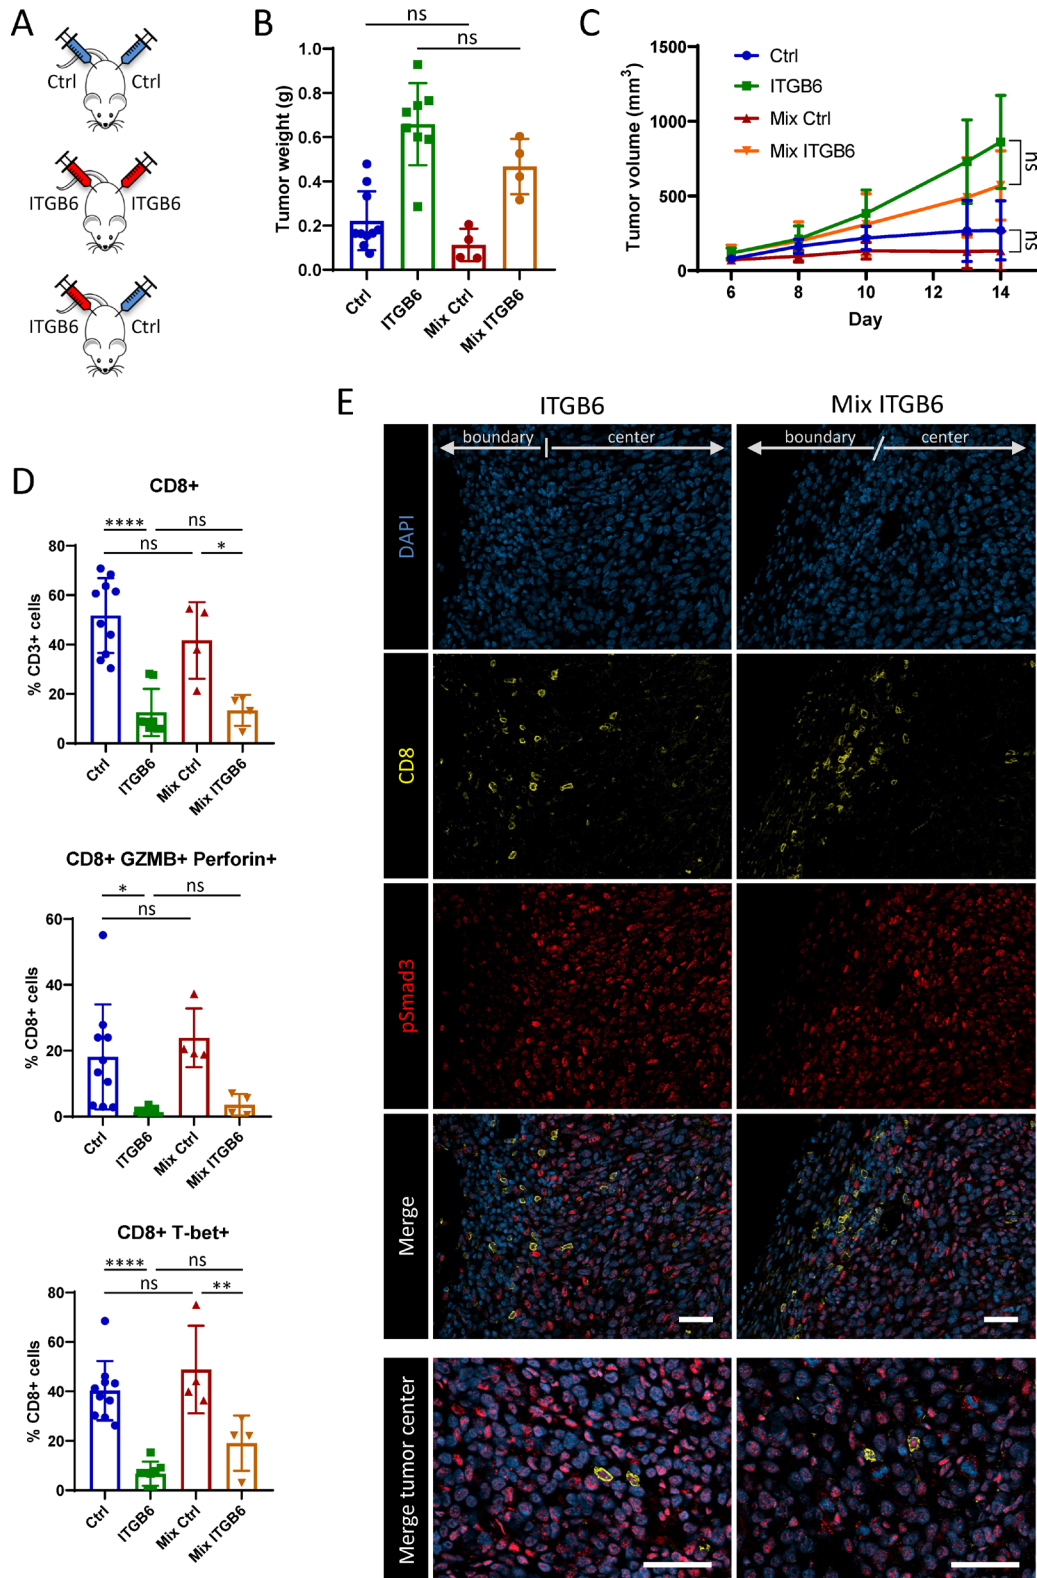 A
Ctrl
Ctrl
ITGB6
ITGB6
ITGB6
Ctrl
B
ns
ns
Tumor weight (g)
1.0
0.8
0.6
0.4
0.2
0.0
Ctrl
ITGB6
Mix Ctrl
Mix ITGB6
C
Tumor volume (mm³)
1500
1000
500
0
Ctrl
ITGB6
Mix Ctrl
Mix ITGB6
ns
ns
6
8
10
12
14
Day
D
CD8+
**** ns
ns *
% CD3+ cells
80
60
40
20
0
Ctrl
ITGB6
Mix Ctrl
Mix ITGB6
CD8+ GZMB+ Perforin+
* ns
ns
% CD8+ cells
60
40
20
0
Ctrl
ITGB6
Mix Ctrl
Mix ITGB6
CD8+ T-bet+
**** ns
ns **
% CD8+ cells
80
60
40
20
0
Ctrl
ITGB6
Mix Ctrl
Mix ITGB6
E
ITGB6
Mix ITGB6
boundary center
boundary center
DAPI
CD8
pSmad3
Merge
Merge tumor center